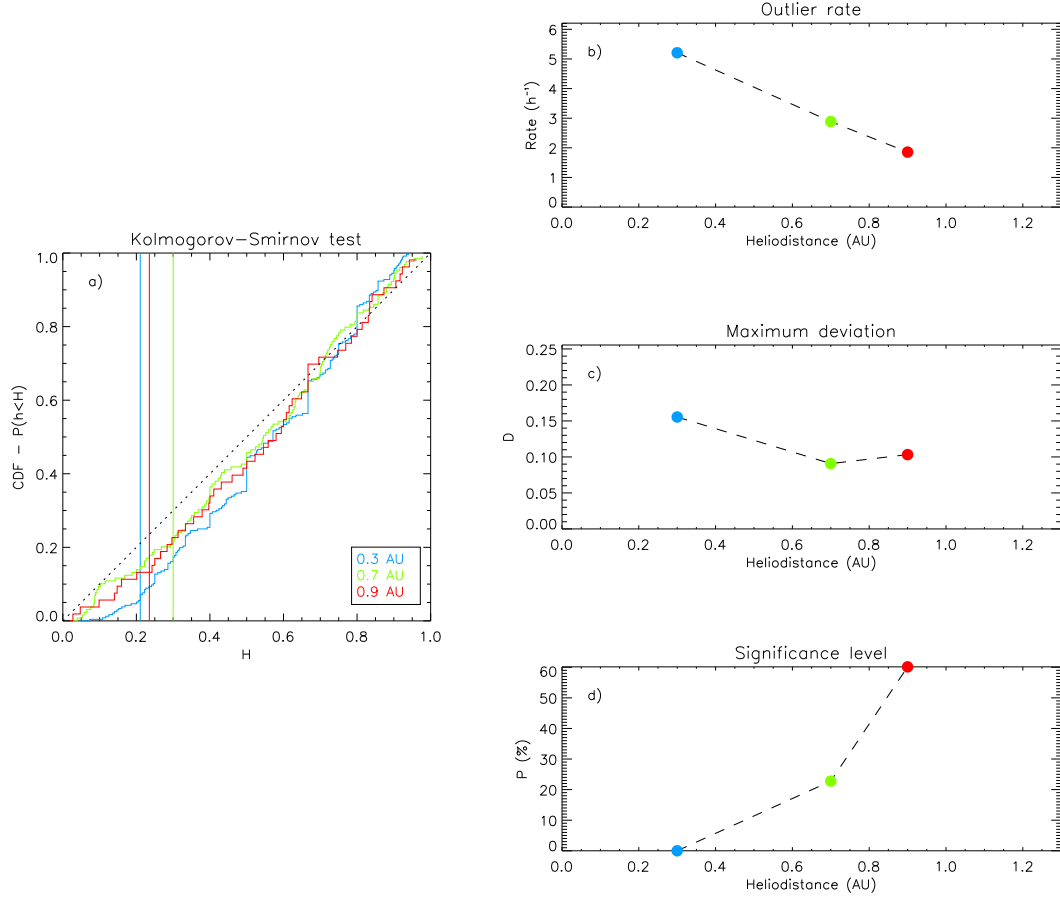 Kolmogorov-Smirnov test
a)
CDF - P(h<H)
1.0
0.8
0.6
0.4
0.2
0.0
0.0 0.2 0.4 0.6 0.8 1.0
H
0.3 AU
0.7 AU
0.9 AU
Outlier rate
b)
Rate (h⁻¹)
6
5
4
3
2
1
0
0.0 0.2 0.4 0.6 0.8 1.0 1.2
Heliodistance (AU)
Maximum deviation
c)
D
0.25
0.20
0.15
0.10
0.05
0.00
0.0 0.2 0.4 0.6 0.8 1.0 1.2
Heliodistance (AU)
Significance level
d)
P (%)
60
50
40
30
20
10
0
0.0 0.2 0.4 0.6 0.8 1.0 1.2
Heliodistance (AU)